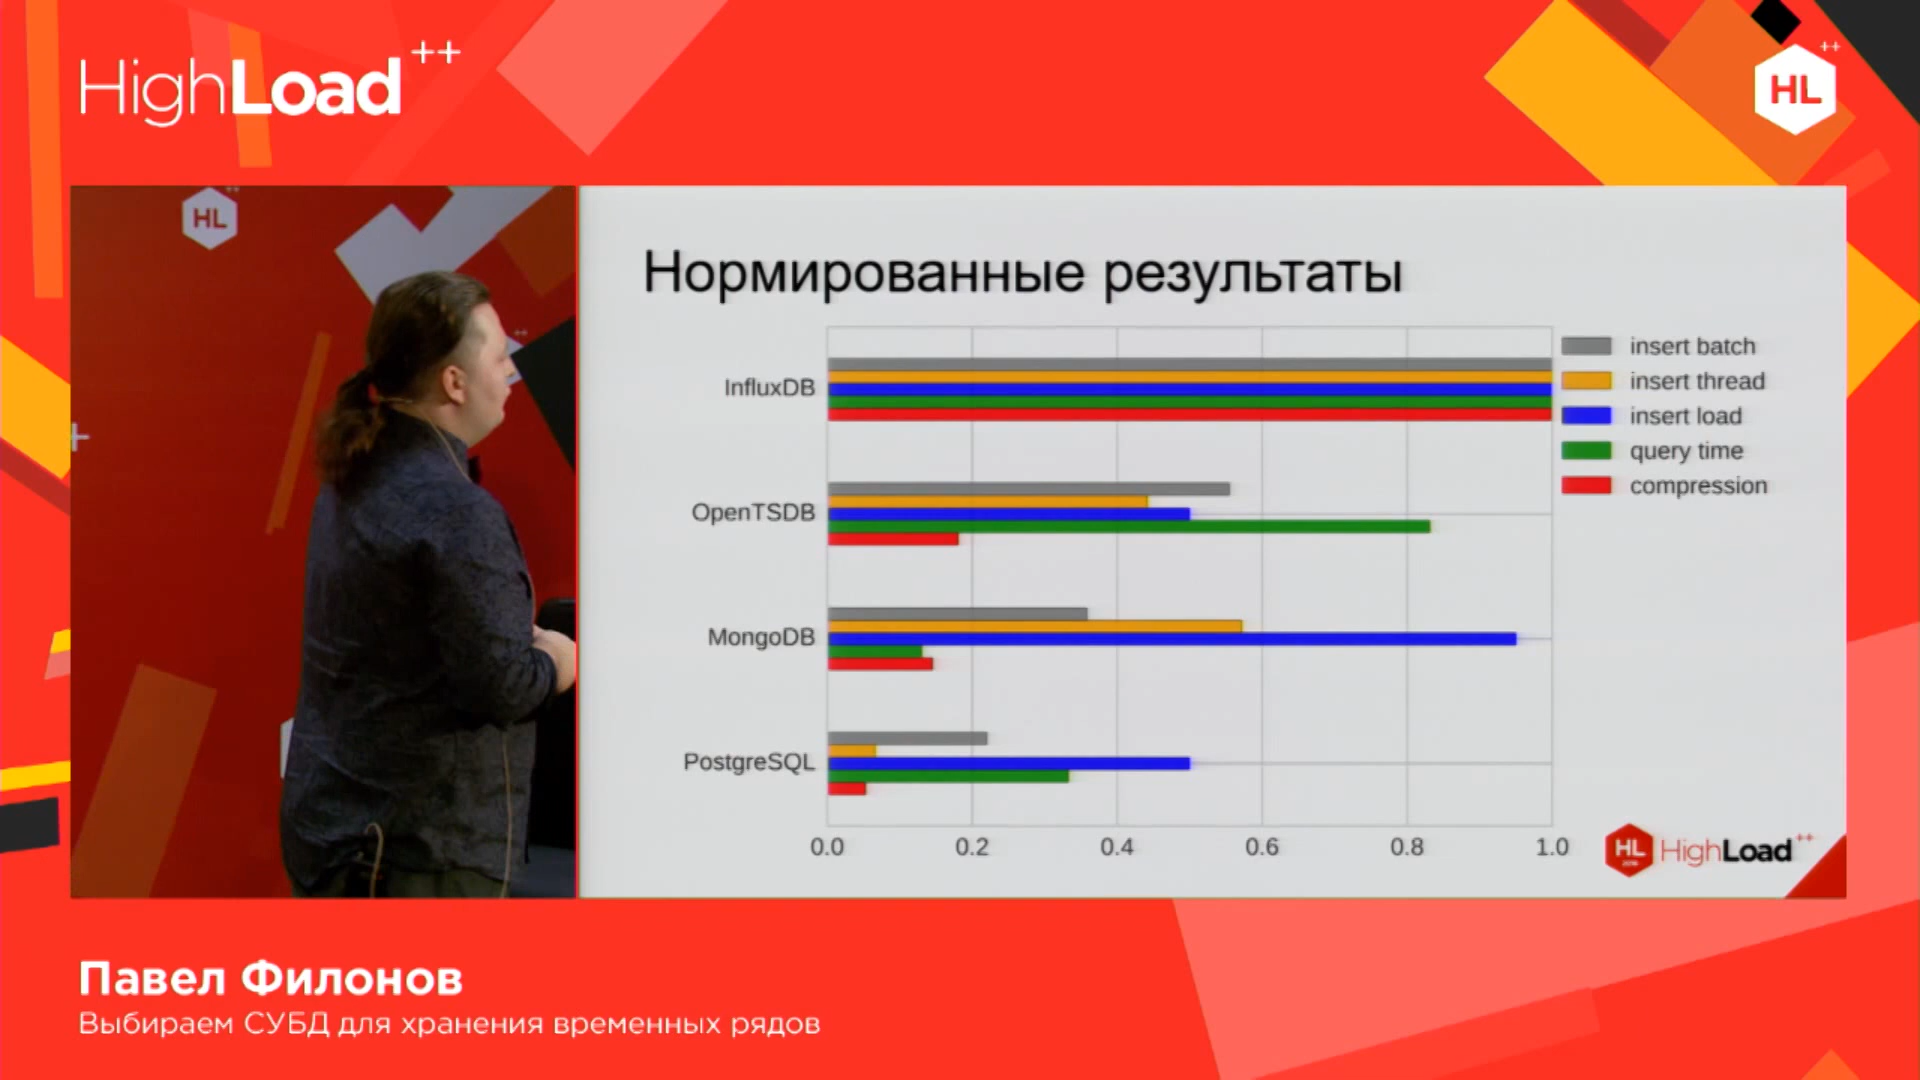 HighLoad++
HL++
HL
Нормированные результаты
InfluxDB
OpenTSDB
MongoDB
PostgreSQL
0.0 0.2 0.4 0.6 0.8 1.0
insert batch
insert thread
insert load
query time
compression
HL HighLoad++
Павел Филонов
Выбираем СУБД для хранения временных рядов